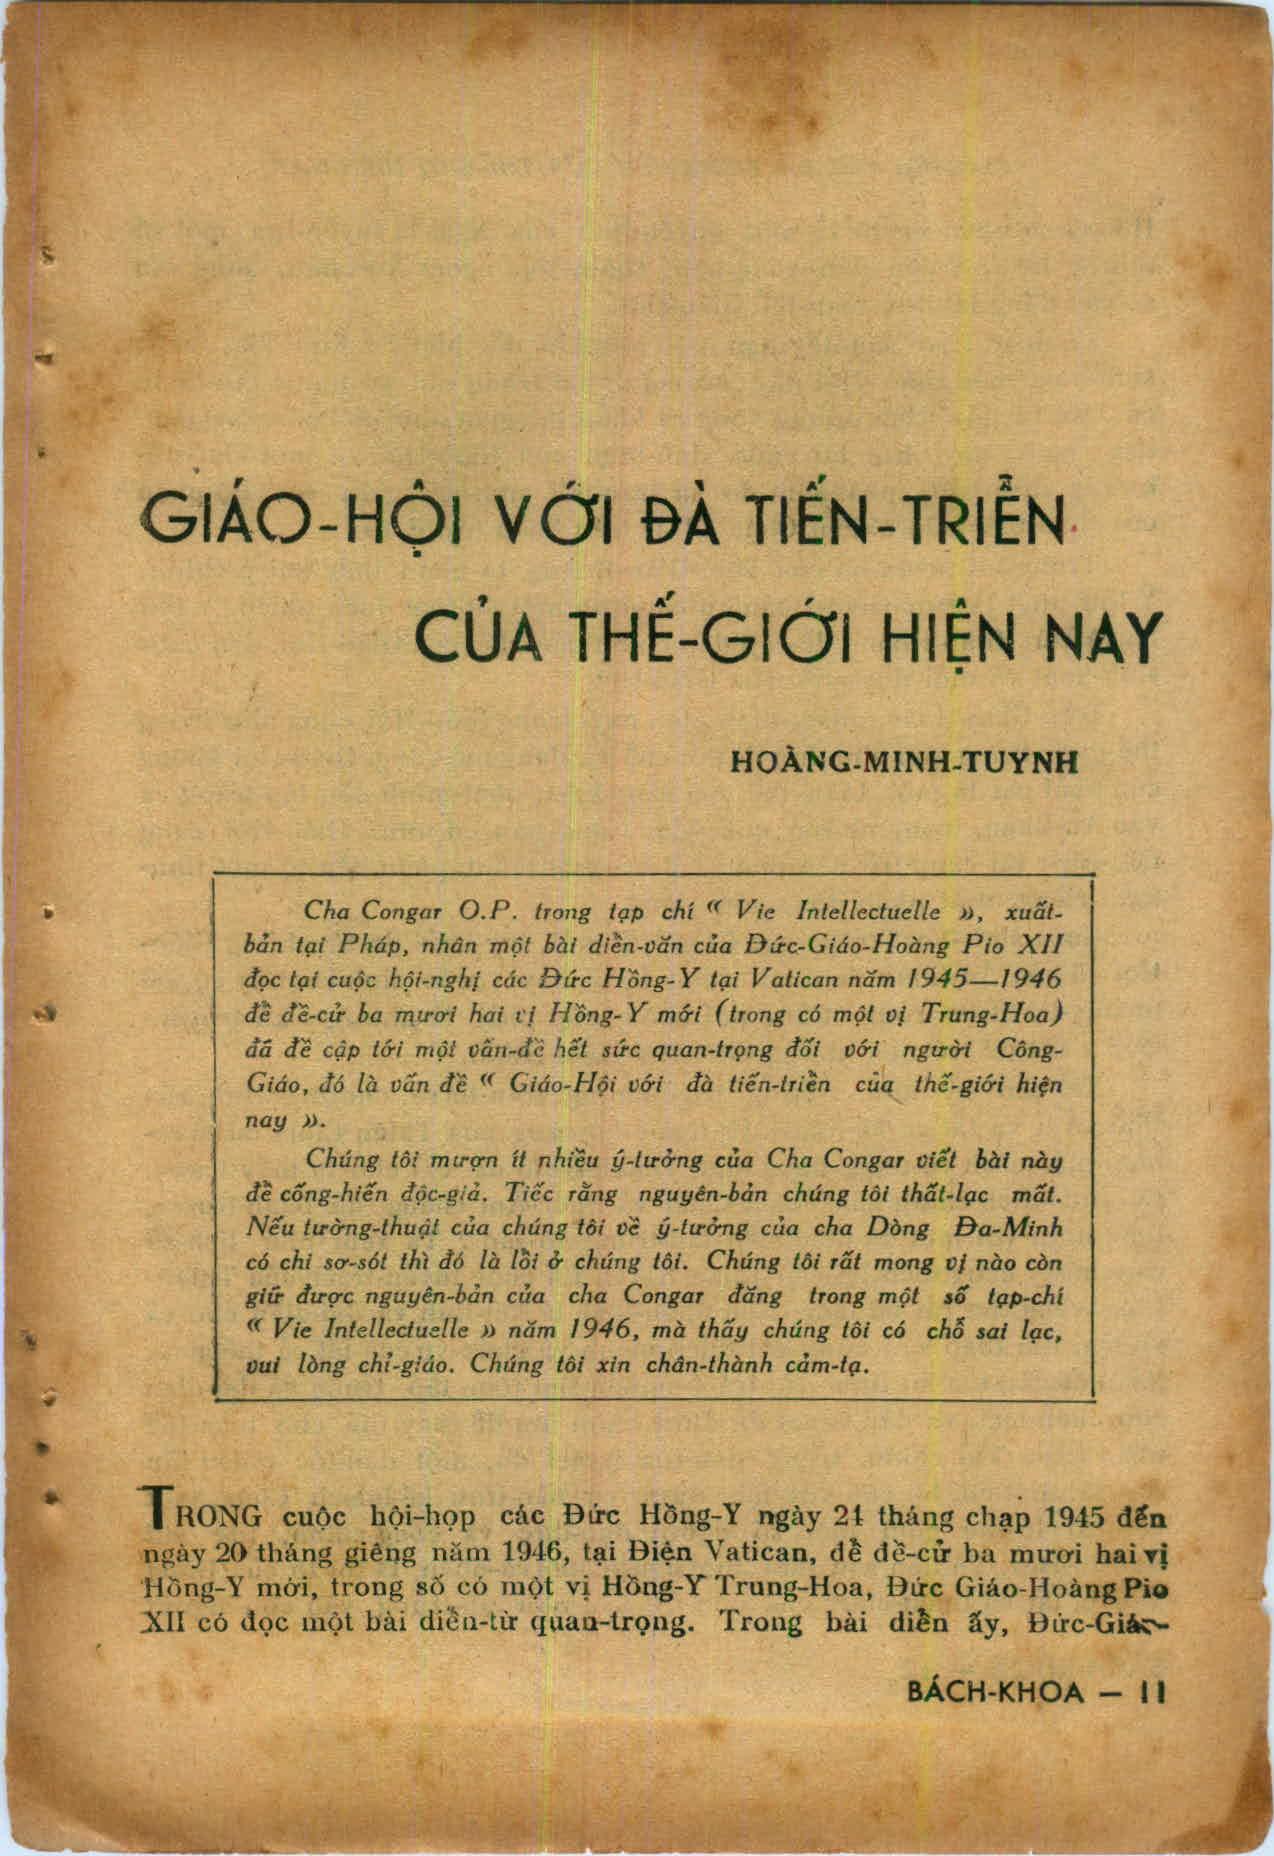 GIÁO-HỘI VỚI ĐÀ TIẾN-TRIỂN
CỦA THẾ-GIỚI HIỆN NAY
HOÀNG-MINH-TUYNH
Cha Congar O.P. trong tạp chí « Vie Intellectuelle », xuất-
bản tại Pháp, nhân một bài diễn-văn của Đức-Giáo-Hoàng Pio XII
đọc tại cuộc hội-nghị các Đức Hồng-Y tại Vatican năm 1945—1946
để đề-cử ba mươi hai vị Hồng-Y mới (trong có một vị Trung-Hoa)
đã đề cập tới một vấn-đề hết sức quan-trọng đối với người Công-
Giáo, đó là vấn đề « Giáo-Hội với đà tiến-triển của thế-giới hiện
nay ».
Chúng tôi mượn ít nhiều ý-tưởng của Cha Congar viết bài này
để cống-hiến độc-giả. Tiếc rằng nguyên-bản chúng tôi thất-lạc mất.
Nếu tường-thuật của chúng tôi về ý-tưởng của cha Dòng Đa-Minh
có chi sơ-sót thì đó là lỗi ở chúng tôi. Chúng tôi rất mong vị nào còn
giữ được nguyên-bản của cha Congar đăng trong một số tạp-chí
« Vie Intellectuelle » năm 1946, mà thấy chúng tôi có chỗ sai lạc,
vui lòng chỉ-giáo. Chúng tôi xin chân-thành cảm-tạ.
TRONG cuộc hội-họp các Đức Hồng-Y ngày 24 tháng chạp 1945 đến
ngày 20 tháng giêng năm 1946, tại Điện Vatican, để đề-cử ba mươi hai vị
Hồng-Y mới, trong số có một vị Hồng-Y Trung-Hoa, Đức Giáo-Hoàng Pio
XII có đọc một bài diễn-từ quan-trọng. Trong bài diễn ấy, Đức-Giáo-
BÁCH-KHOA — 11